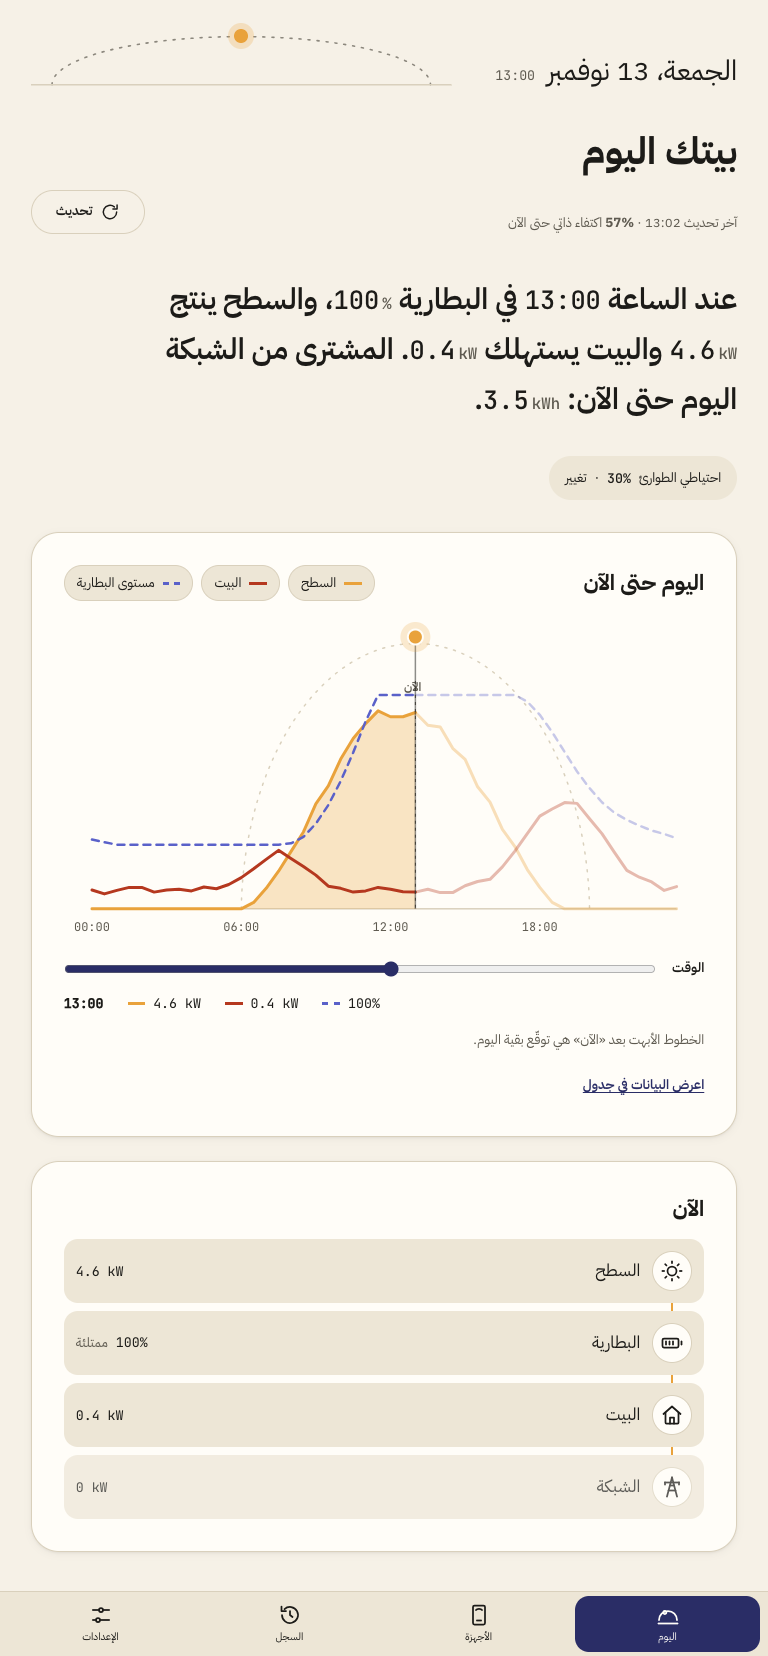 الجمعة، 13 نوفمبر 13:00
بيتك اليوم
آخر تحديث 13:02 · 57% اكتفاء ذاتي حتى الآن
تحديث
عند الساعة 13:00 في البطارية 100%، والسطح ينتج
4.6 kW والبيت يستهلك 0.4 kW. المشترى من الشبكة
اليوم حتى الآن: 3.5 kWh.
احتياطي الطوارئ 30% · تغيير
اليوم حتى الآن
السطح
البيت
مستوى البطارية
الآن
00:00 06:00 12:00 18:00
الوقت
13:00 4.6 kW 0.4 kW 100%
الخطوط الأبهت بعد «الآن» هي توقّع بقية اليوم.
اعرض البيانات في جدول
الآن
السطح 4.6 kW
البطارية 100% ممتلئة
البيت 0.4 kW
الشبكة 0 kW
اليوم
الأجهزة
السجل
الإعدادات